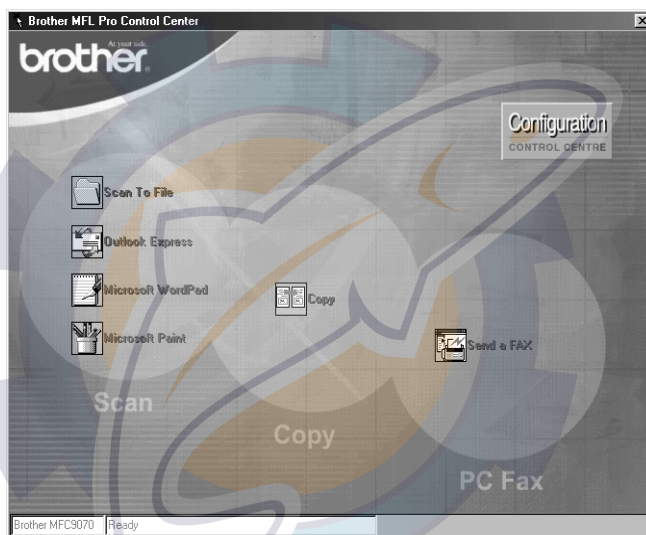 Brother MFL Pro Control Center
At your side.
brother
Configuration
CONTROL CENTRE
Scan To File
Outlook Express
Microsoft WordPad
Microsoft Paint
Copy
Send a FAX
Scan
Copy
PC Fax
Brother MFC9070 Ready